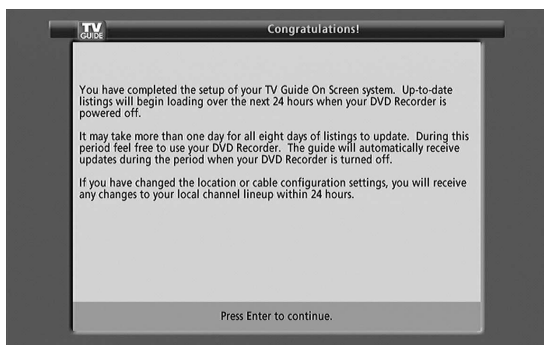 TV
GUIDE
Congratulations!
You have completed the setup of your TV Guide On Screen system. Up-to-date
listings will begin loading over the next 24 hours when your DVD Recorder is
powered off.
It may take more than one day for all eight days of listings to update. During this
period feel free to use your DVD Recorder. The guide will automatically receive
updates during the period when your DVD Recorder is turned off.
If you have changed the location or cable configuration settings, you will receive
any changes to your local channel lineup within 24 hours.
Press Enter to continue.